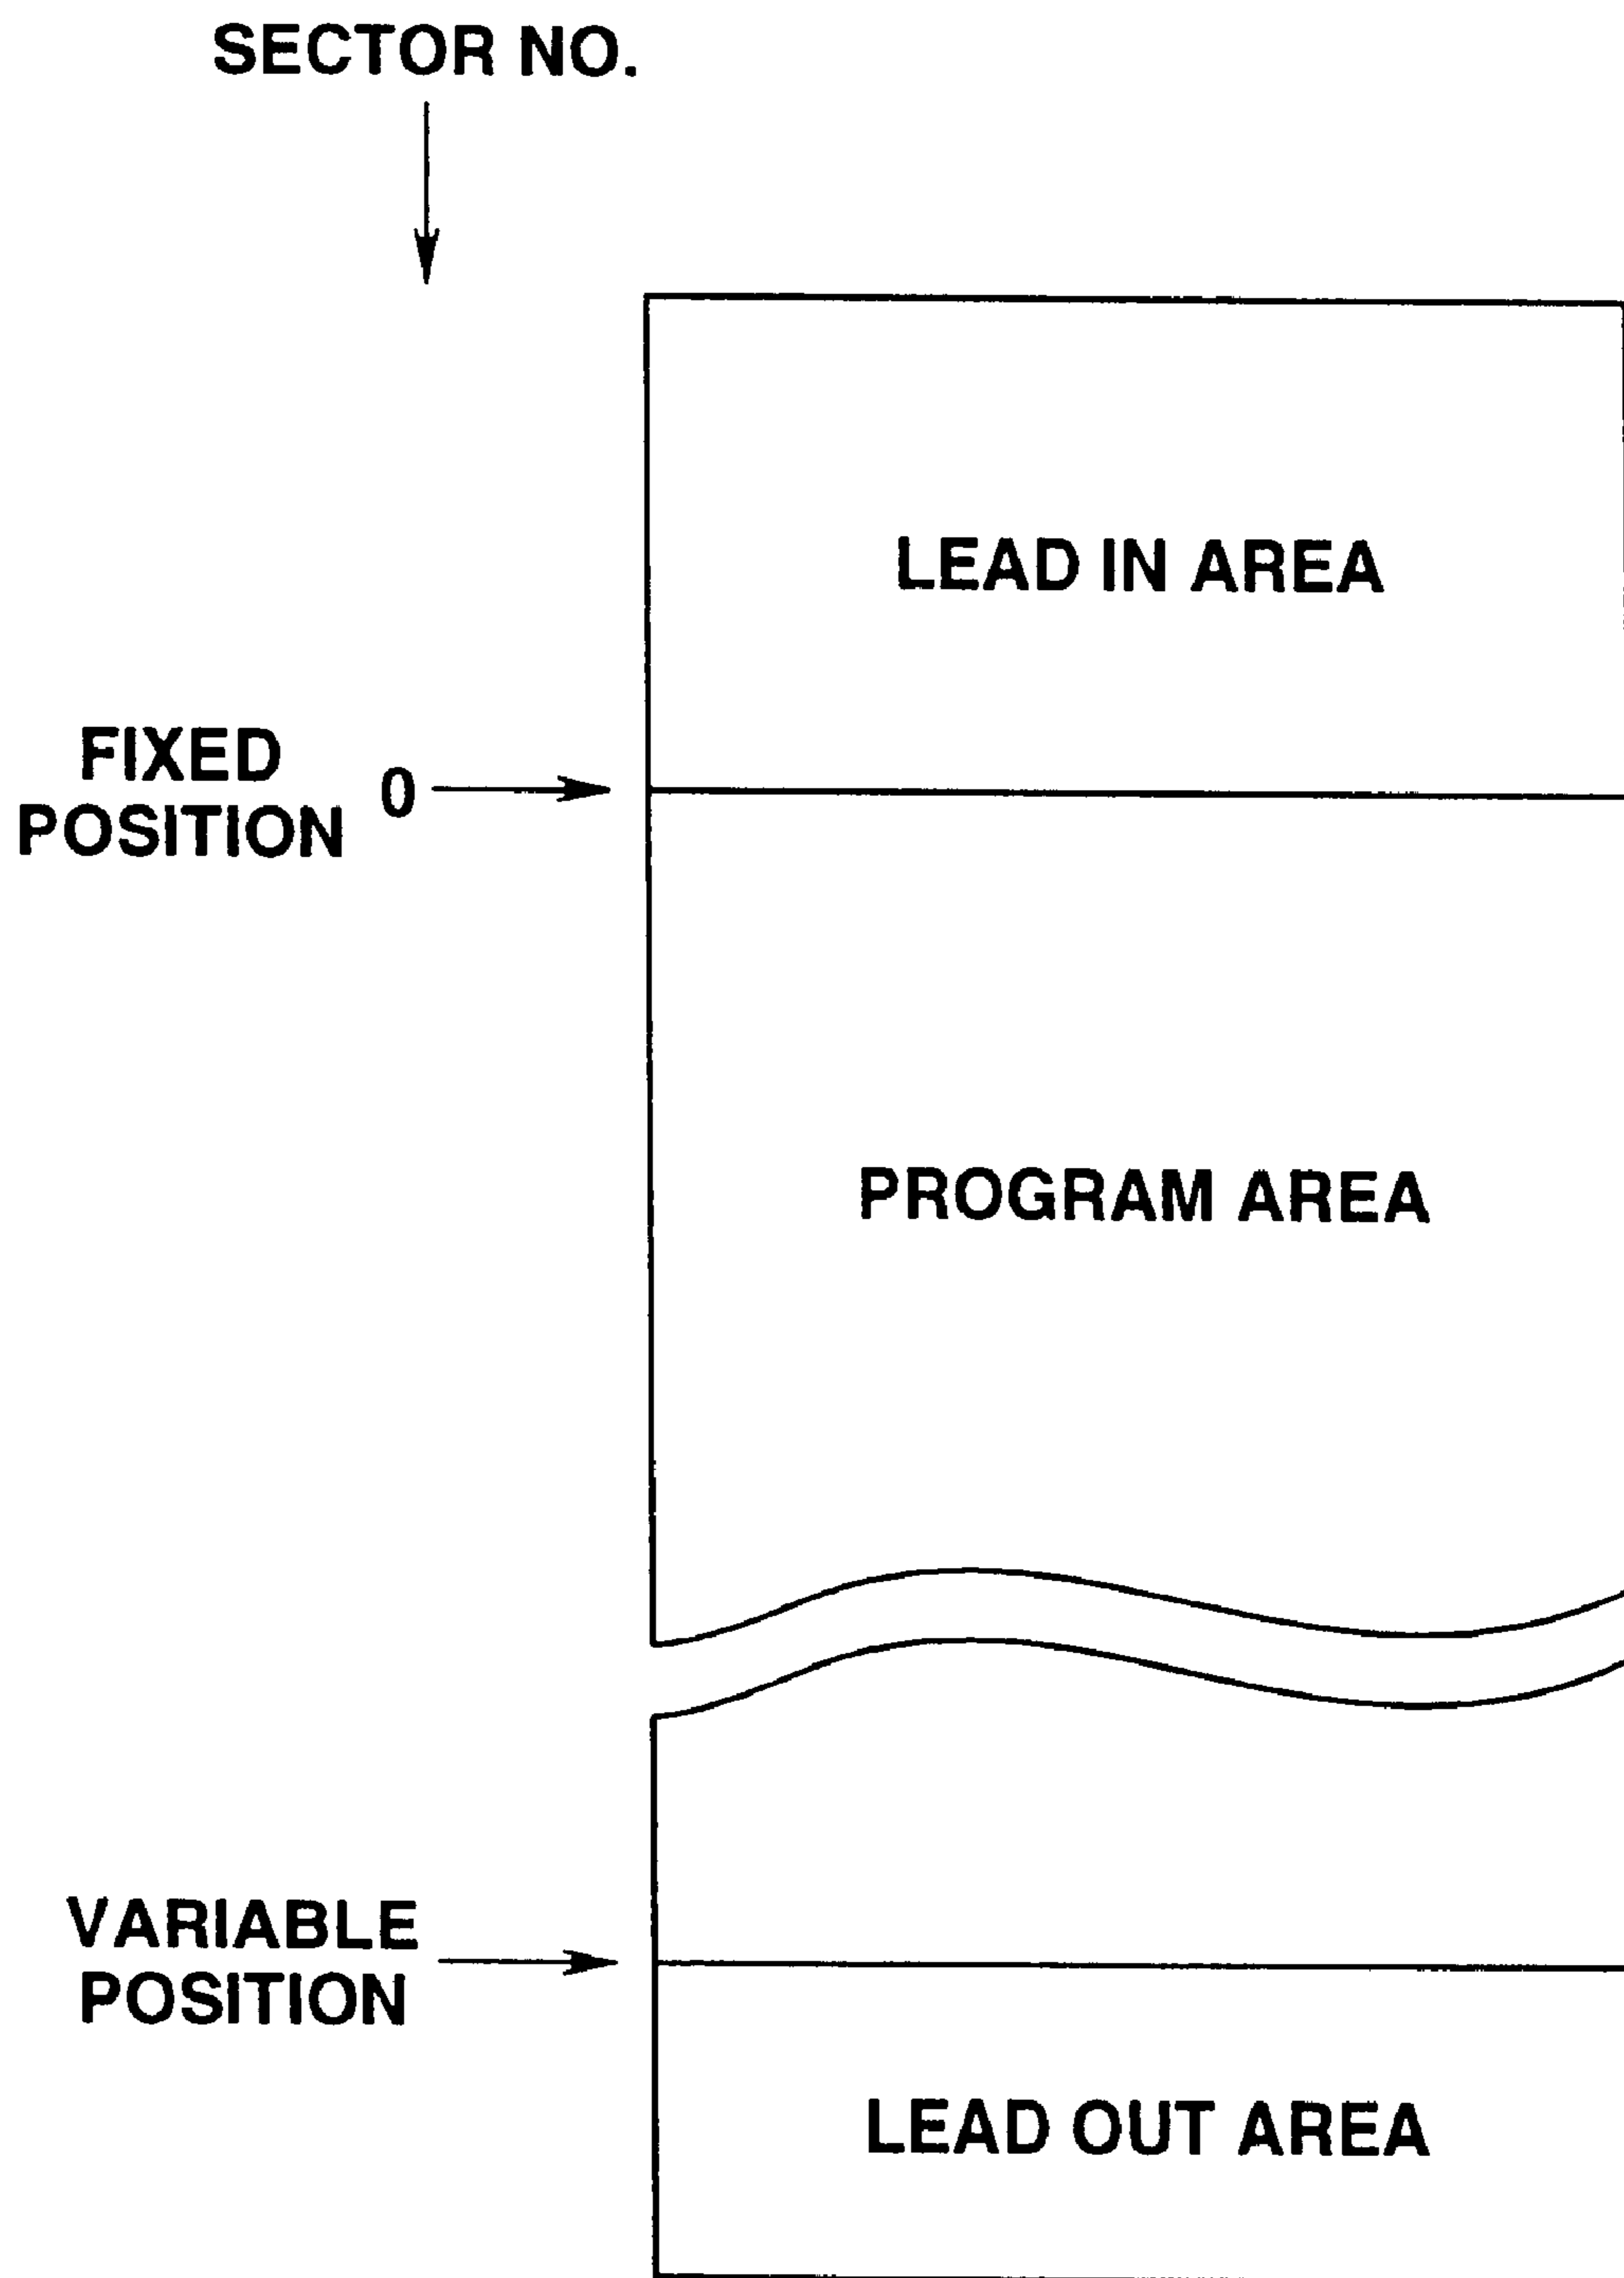 SECTOR NO.
LEAD IN AREA
FIXED
POSITION
0
PROGRAM AREA
VARIABLE
POSITION
LEAD OUT AREA